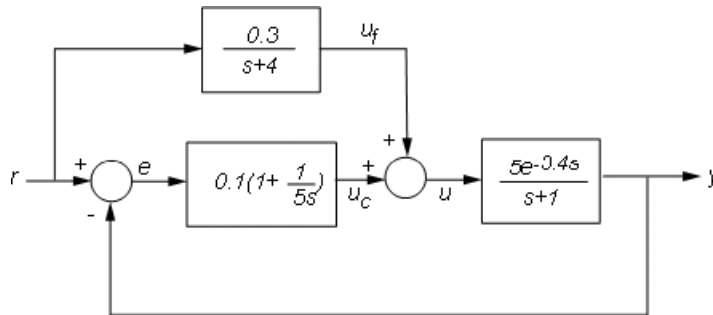 0.3
s+4
u_f
+
r
+
e
0.1(1+ 1/5s)
+
u_c
u
5e^-0.4s
s+1
y
-